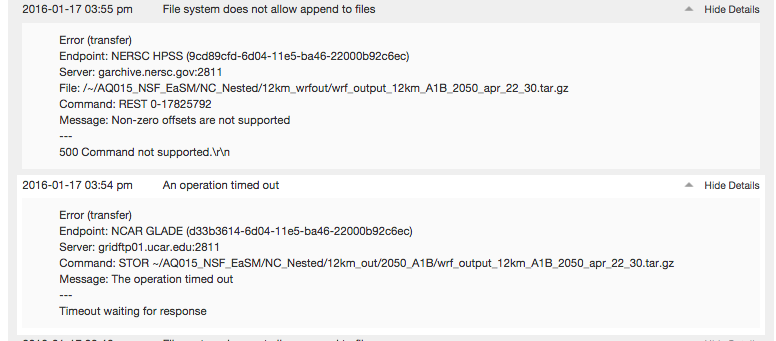 2016-01-17 03:55 pm File system does not allow append to files Hide Details
Error (transfer)
Endpoint: NERSC HPSS (9cd89cfd-6d04-11e5-ba46-22000b92c6ec)
Server: garchive.nersc.gov:2811
File: /~/AQ015_NSF_EaSM/NC_Nested/12km_wrfout/wrf_output_12km_A1B_2050_apr_22_30.tar.gz
Command: REST 0-17825792
Message: Non-zero offsets are not supported
---
500 Command not supported.\r\n
2016-01-17 03:54 pm An operation timed out Hide Details
Error (transfer)
Endpoint: NCAR GLADE (d33b3614-6d04-11e5-ba46-22000b92c6ec)
Server: gridftp01.ucar.edu:2811
Command: STOR ~/AQ015_NSF_EaSM/NC_Nested/12km_out/2050_A1B/wrf_output_12km_A1B_2050_apr_22_30.tar.gz
Message: The operation timed out
---
Timeout waiting for response